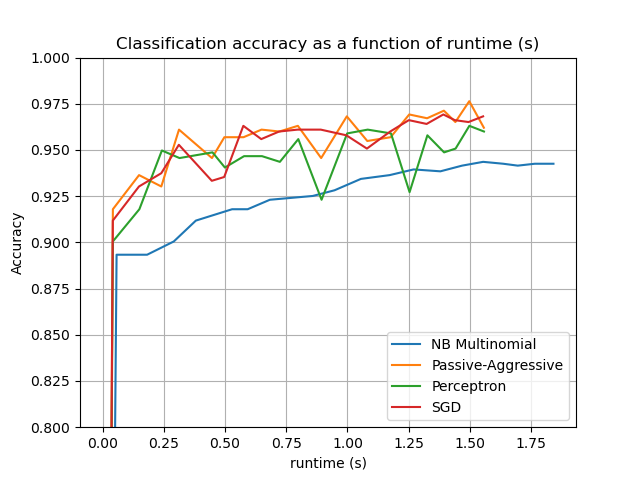 Classification accuracy as a function of runtime (s)
1.000
0.975
0.950
0.925
0.900
0.875
0.850
0.825
0.800
Accuracy
NB Multinomial
Passive-Aggressive
Perceptron
SGD
0.00 0.25 0.50 0.75 1.00 1.25 1.50 1.75
runtime (s)